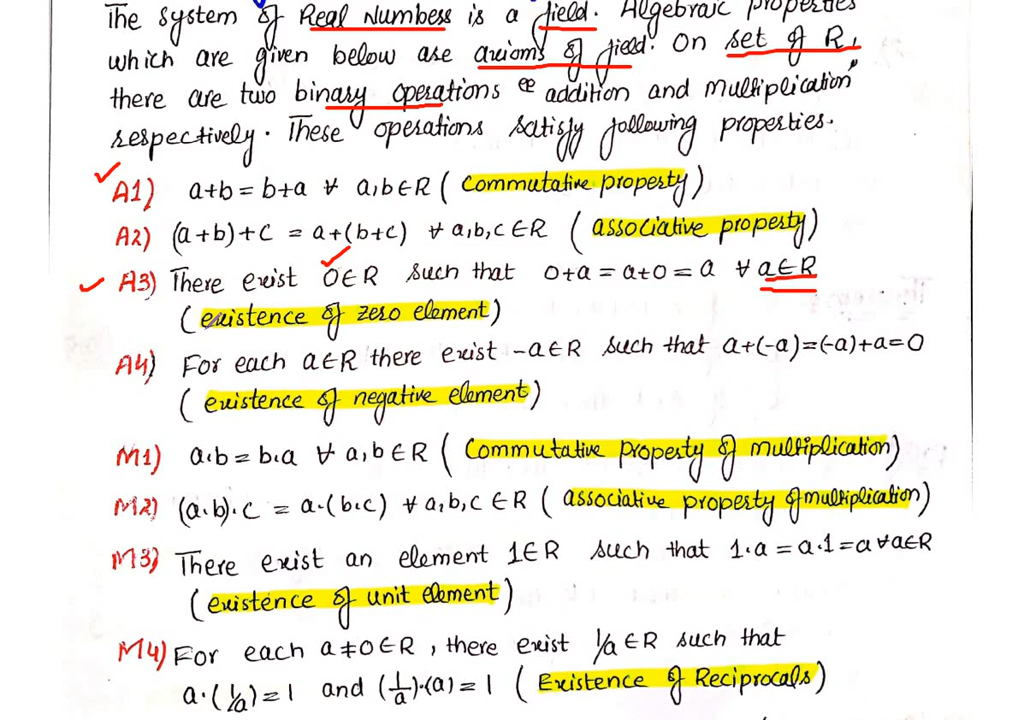 The system of Real Numbers is a field. Algebraic properties
which are given below are axioms of field. On set of R,
there are two binary operations "addition and multiplication"
respectively. These operations satisfy following properties.
A1) a+b = b+a ∀ a,b∈R (Commutative property)
A2) (a+b)+c = a+(b+c) ∀ a,b,c∈R (associative property)
A3) There exist 0∈R such that 0+a = a+0 = a ∀ a∈R
(existence of zero element)
A4) For each a∈R there exist -a∈R such that a+(-a)=(-a)+a=0
(existence of negative element)
M1) a·b = b·a ∀ a,b∈R (Commutative property of multiplication)
M2) (a·b)·c = a·(b·c) ∀ a,b,c∈R (associative property of multiplication)
M3) There exist an element 1∈R such that 1·a = a·1 = a ∀ a∈R
(existence of unit element)
M4) For each a≠0∈R, there exist 1/a∈R such that
a·(1/a)=1 and (1/a)·(a)=1 (Existence of Reciprocals)